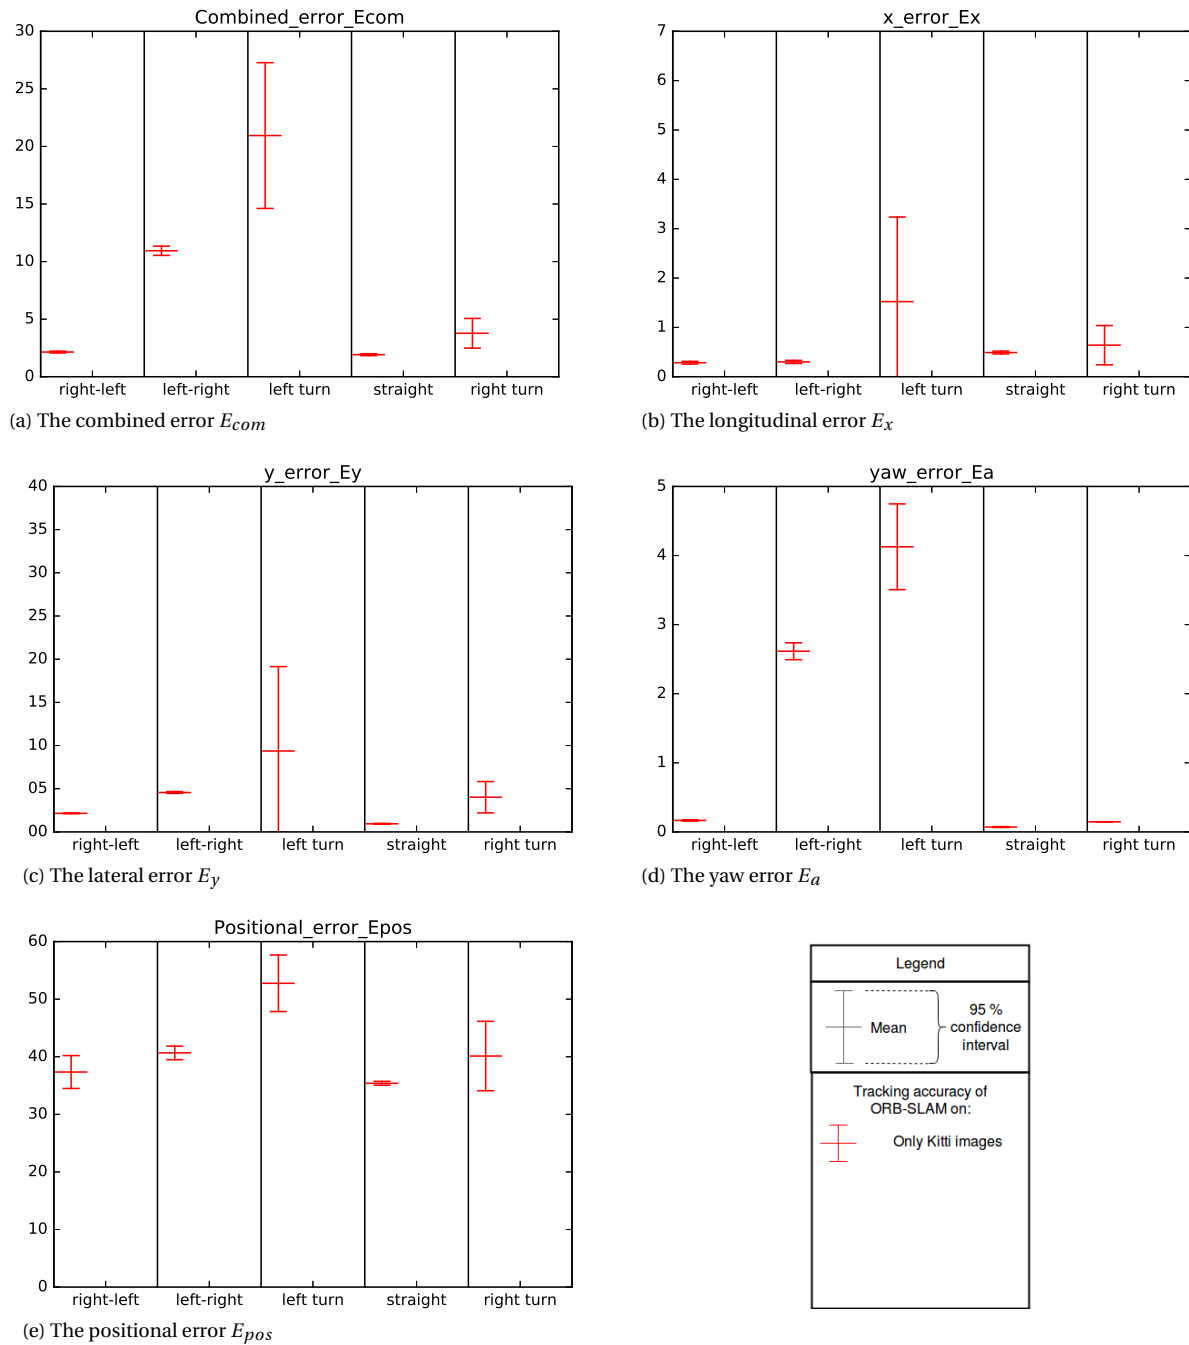 Combined_error_Ecom
30
25
20
15
10
5
0
right-left left-right left turn straight right turn
(a) The combined error Ecom
x_error_Ex
7
6
5
4
3
2
1
0
right-left left-right left turn straight right turn
(b) The longitudinal error Ex
y_error_Ey
40
35
30
25
20
15
10
05
00
right-left left-right left turn straight right turn
(c) The lateral error Ey
yaw_error_Ea
5
4
3
2
1
0
right-left left-right left turn straight right turn
(d) The yaw error Ea
Positional_error_Epos
60
50
40
30
20
10
0
right-left left-right left turn straight right turn
(e) The positional error Epos
Legend
Mean
95 %
confidence
interval
Tracking accuracy of
ORB-SLAM on:
Only Kitti images